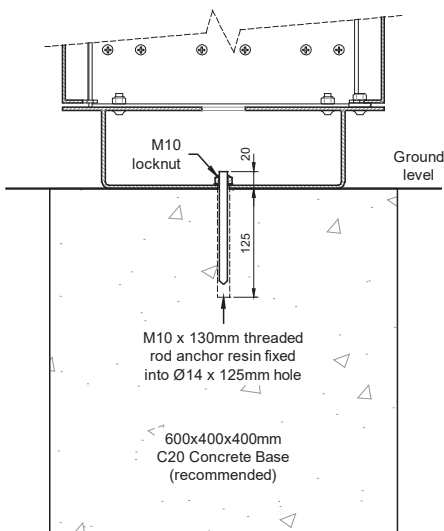 M10
locknut
20
Ground
level
125
M10 x 130mm threaded
rod anchor resin fixed
into Ø14 x 125mm hole
600x400x400mm
C20 Concrete Base
(recommended)